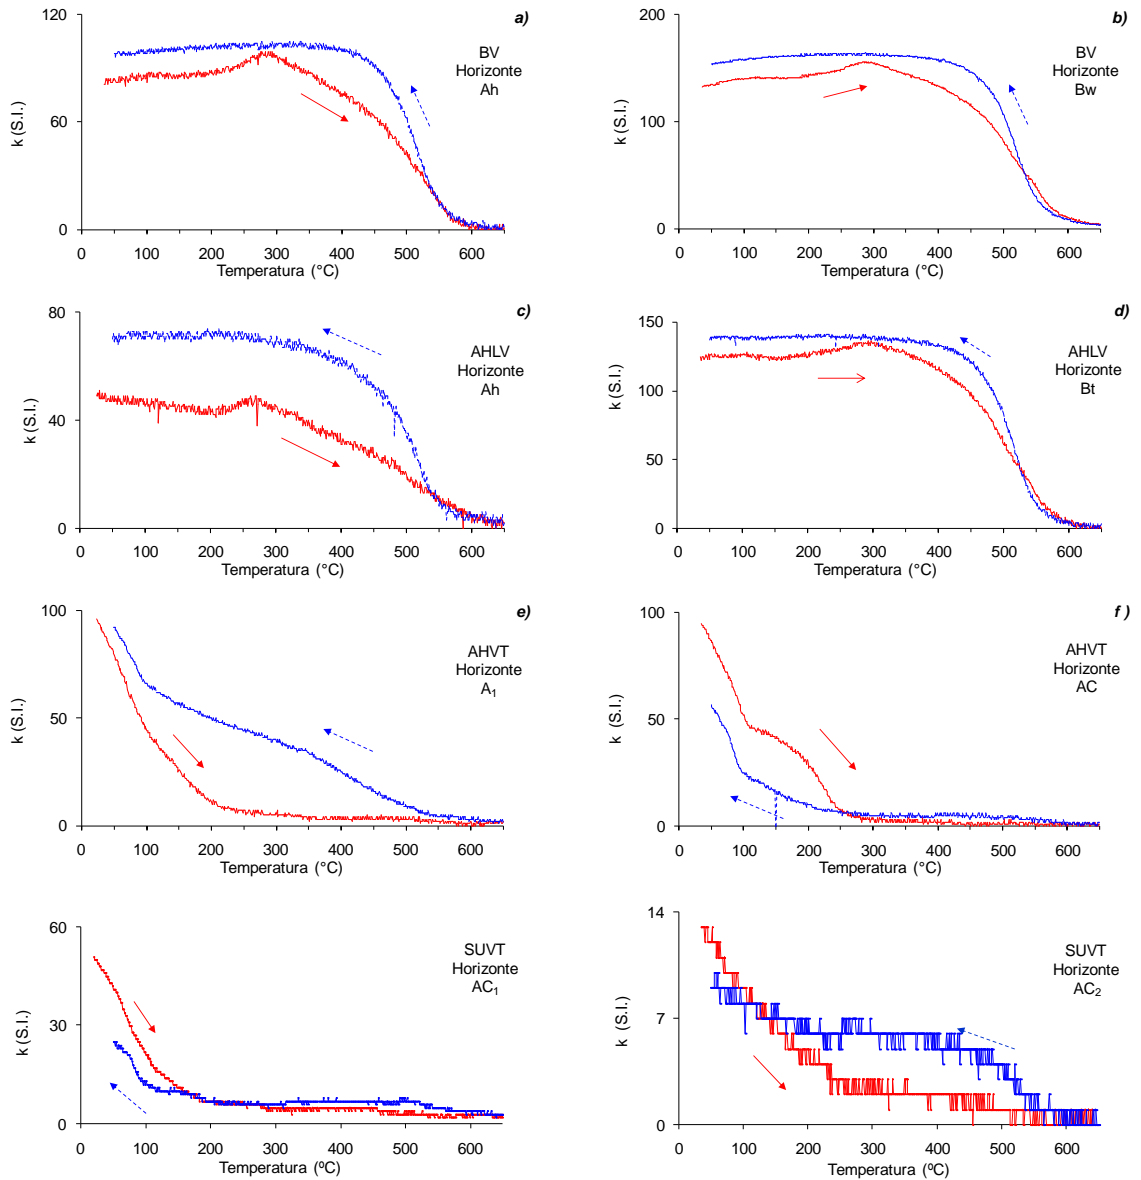 a)
BV
Horizonte
Ah
k (S.I.)
120
60
0
0 100 200 300 400 500 600
Temperatura (°C)
b)
BV
Horizonte
Bw
k (S.I.)
200
100
0
0 100 200 300 400 500 600
Temperatura (°C)
c)
AHLV
Horizonte
Ah
k (S.I.)
80
40
0
0 100 200 300 400 500 600
Temperatura (°C)
d)
AHLV
Horizonte
Bt
k (S.I.)
150
100
50
0
0 100 200 300 400 500 600
Temperatura (°C)
e)
AHVT
Horizonte
A1
k (S.I.)
100
50
0
0 100 200 300 400 500 600
Temperatura (°C)
f )
AHVT
Horizonte
AC
k (S.I.)
100
50
0
0 100 200 300 400 500 600
Temperatura (°C)
SUVT
Horizonte
AC1
k (S.I.)
60
30
0
0 100 200 300 400 500 600
Temperatura (ºC)
SUVT
Horizonte
AC2
k (S.I.)
14
7
0
0 100 200 300 400 500 600
Temperatura (ºC)